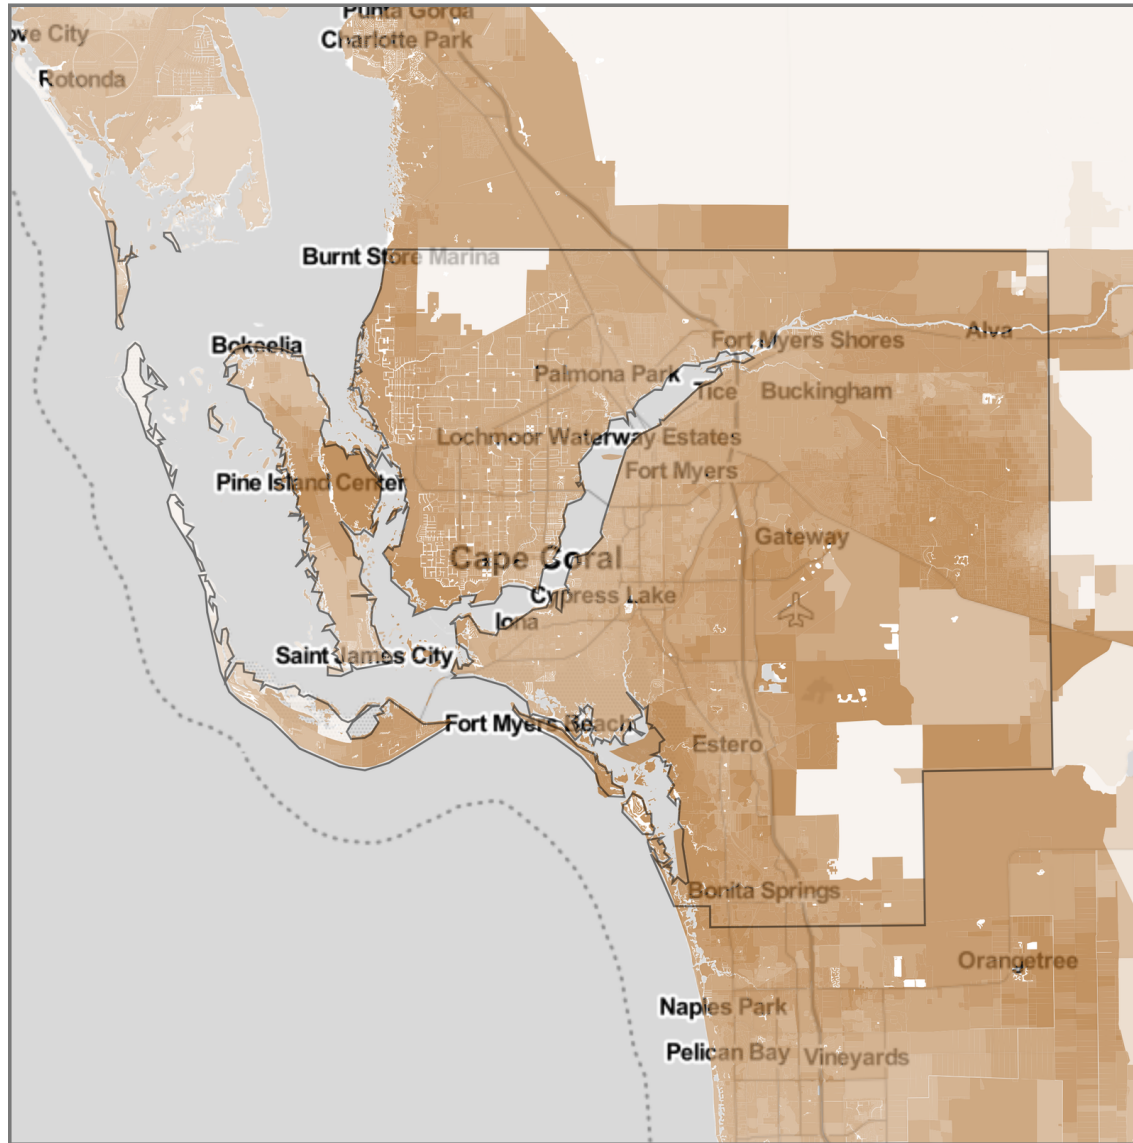 Punta Gorda
ove City
Charlotte Park
Rotonda
Burnt Store Marina
Fort Myers Shores
Alva
Bokeelia
Palmona Park
Tice
Buckingham
Lochmoor Waterway Estates
Fort Myers
Pine Island Center
Gateway
Cape Coral
Cypress Lake
Iona
Saint James City
Fort Myers Beach
Estero
Bonita Springs
Orangetree
Naples Park
Pelican Bay
Vineyards